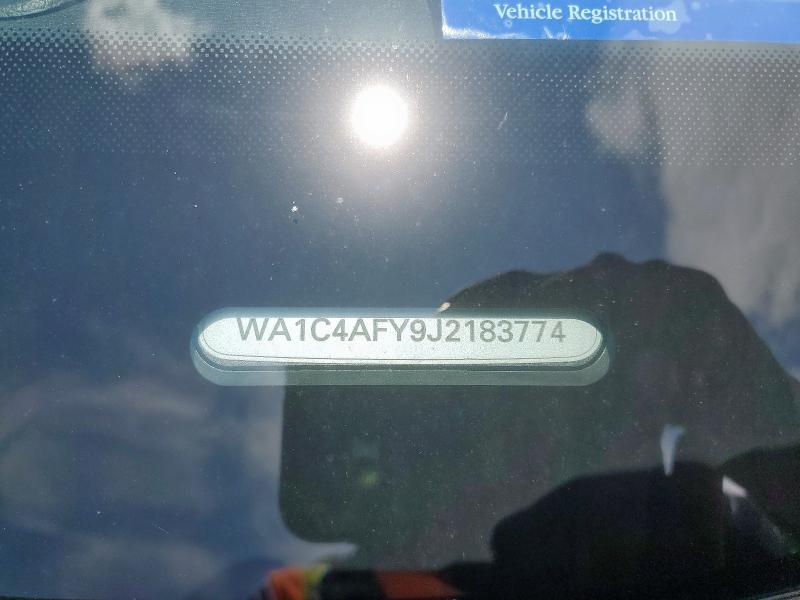 Vehicle Registration
WA1C4AFY9J2183774